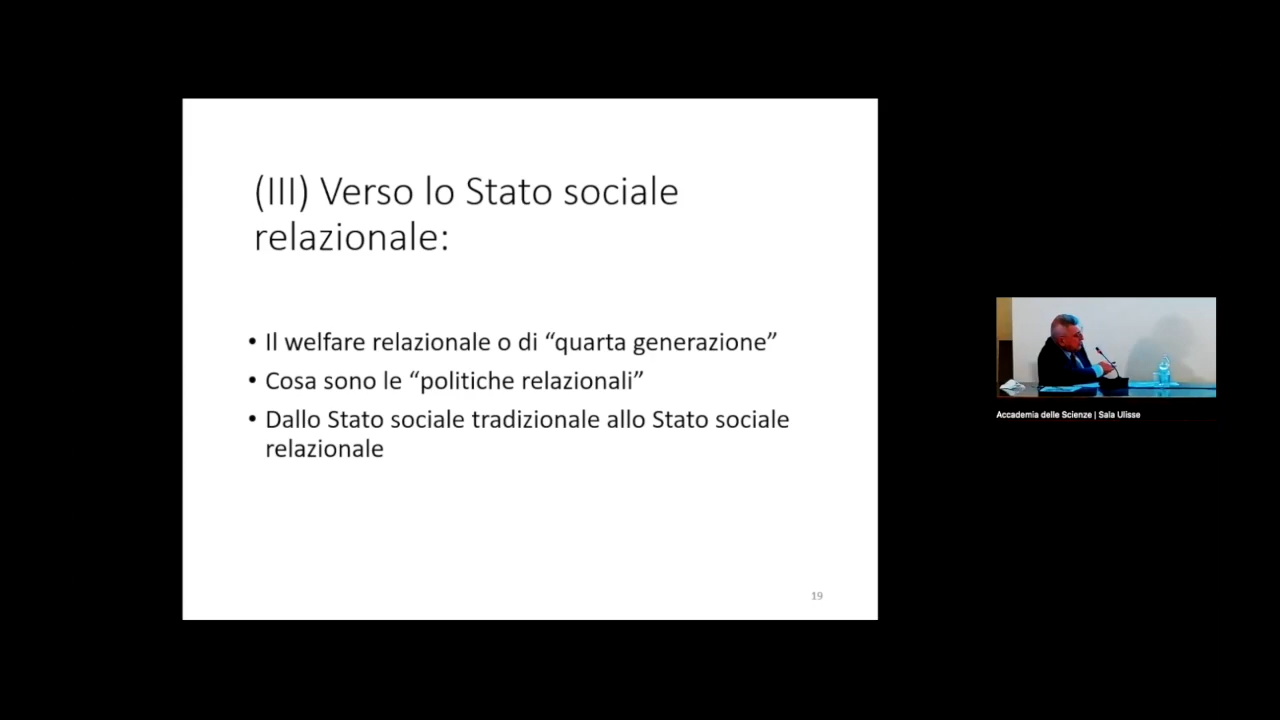 (III) Verso lo Stato sociale
relazionale:
• Il welfare relazionale o di “quarta generazione”
• Cosa sono le “politiche relazionali”
• Dallo Stato sociale tradizionale allo Stato sociale
relazionale
19
Accademia delle Scienze | Sala Ulisse